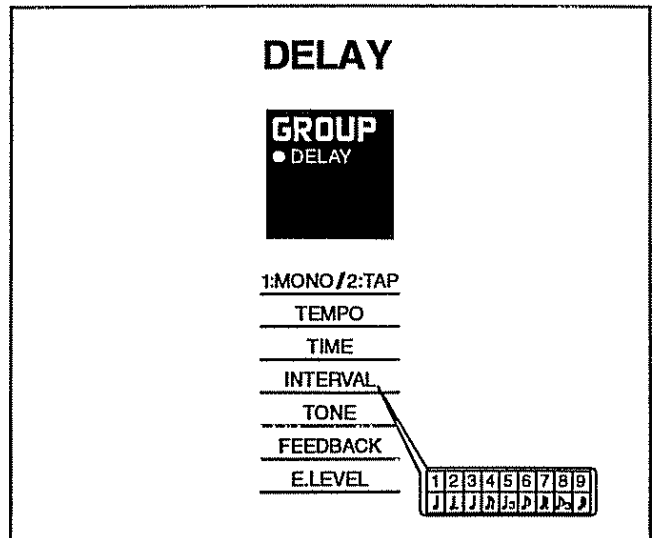 DELAY
GROUP
● DELAY
1:MONO/2:TAP
TEMPO
TIME
INTERVAL
TONE
FEEDBACK
E.LEVEL
1 2 3 4 5 6 7 8 9